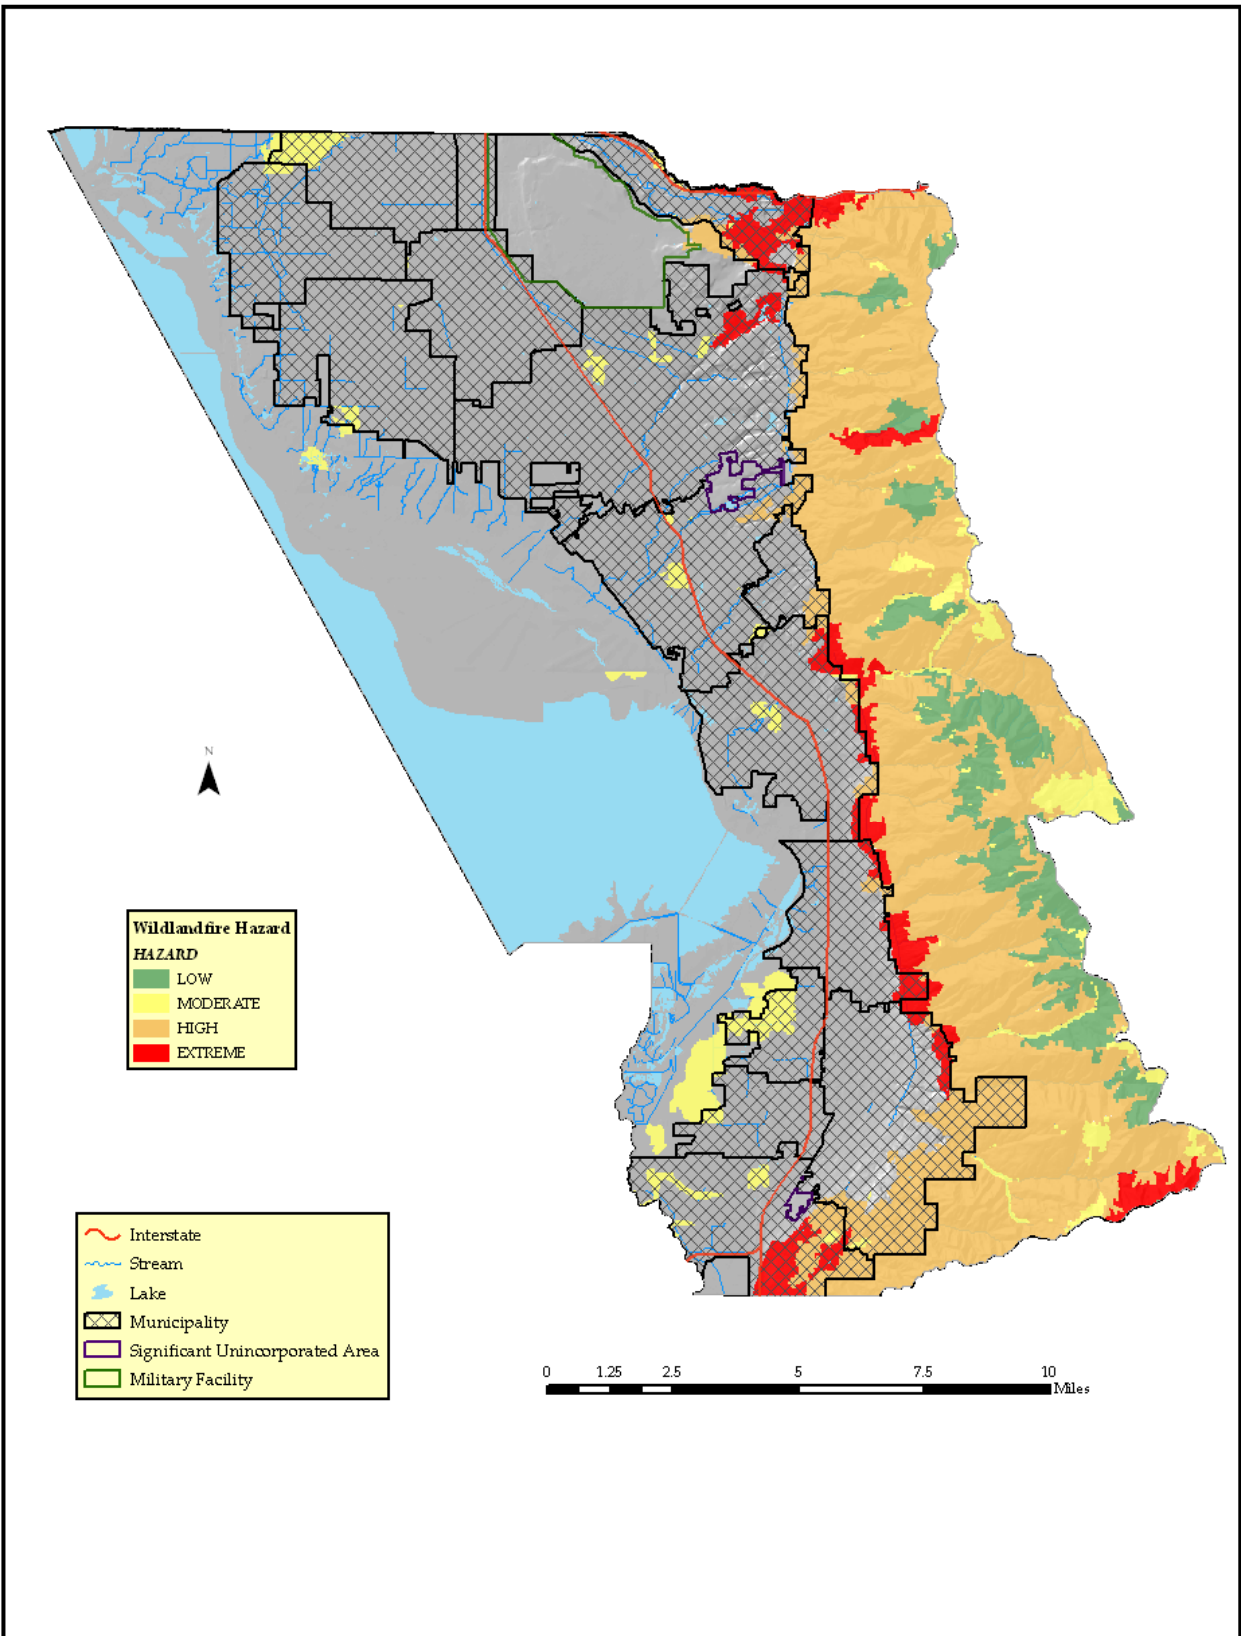 N
Wildlandfire Hazard
HAZARD
LOW
MODERATE
HIGH
EXTREME
Interstate
Stream
Lake
Municipality
Significant Unincorporated Area
Military Facility
0 1.25 2.5 5 7.5 10
Miles